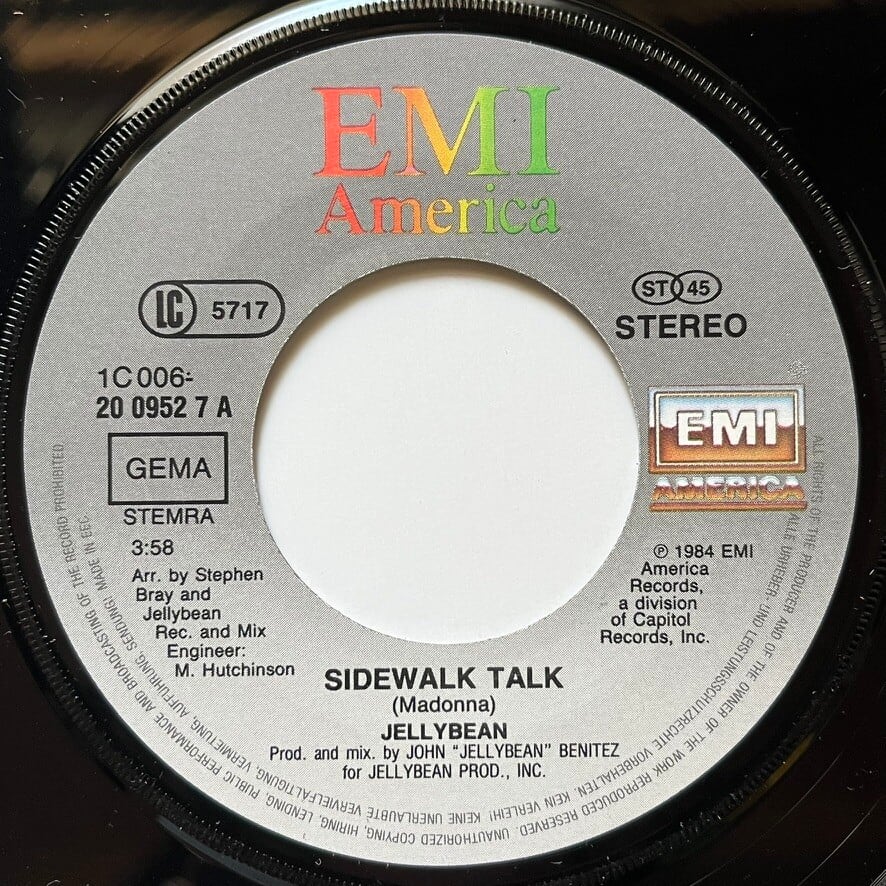 EMI
America
LC 5717
ST 45
STEREO
1C 006-
20 0952 7 A
GEMA
STEMRA
3:58
Arr. by Stephen
Bray and
Jellybean
Rec. and Mix
Engineer:
M. Hutchinson
EMI
AMERICA
℗ 1984 EMI
America
Records,
a division
of Capitol
Records, Inc.
SIDEWALK TALK
(Madonna)
JELLYBEAN
Prod. and mix. by JOHN "JELLYBEAN" BENITEZ
for JELLYBEAN PROD., INC.
ALL RIGHTS OF THE PRODUCER AND OF THE OWNER OF THE WORK REPRODUCED RESERVED. UNAUTHORIZED COPYING, HIRING, LENDING, PUBLIC PERFORMANCE AND BROADCASTING OF THE RECORD PROHIBITED
ALLE URHEBER- UND LEISTUNGSSCHUTZRECHTE VORBEHALTEN. KEIN VERLEIH! KEINE UNERLAUBTE VERVIELFÄLTIGUNG, VERMIETUNG, AUFFÜHRUNG, SENDUNG! MADE IN EEC